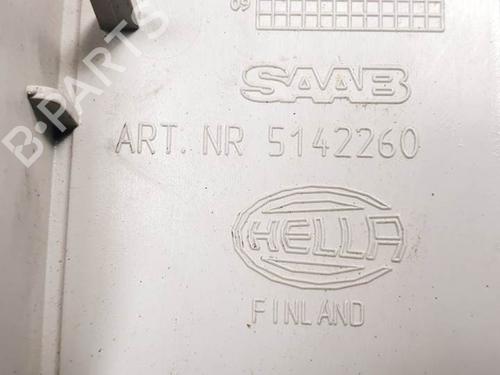 09
SAAB
ART. NR 5142260
HELLA
FINLAND
B-PARTS